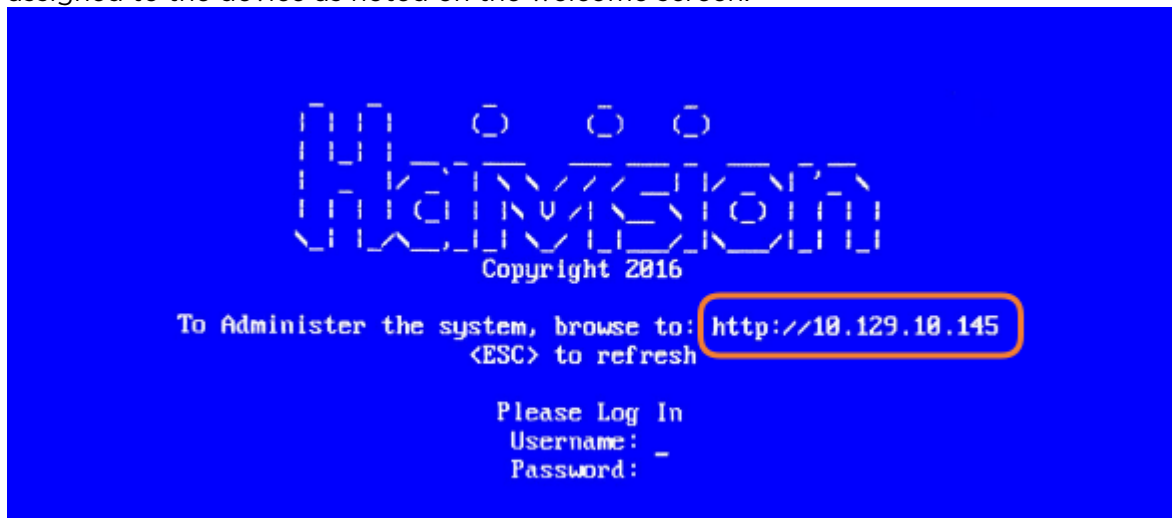 assigned to the device as noted on the welcome screen.
Haivision
Copyright 2016
To Administer the system, browse to: http://10.129.10.145
<ESC> to refresh
Please Log In
Username: _
Password: